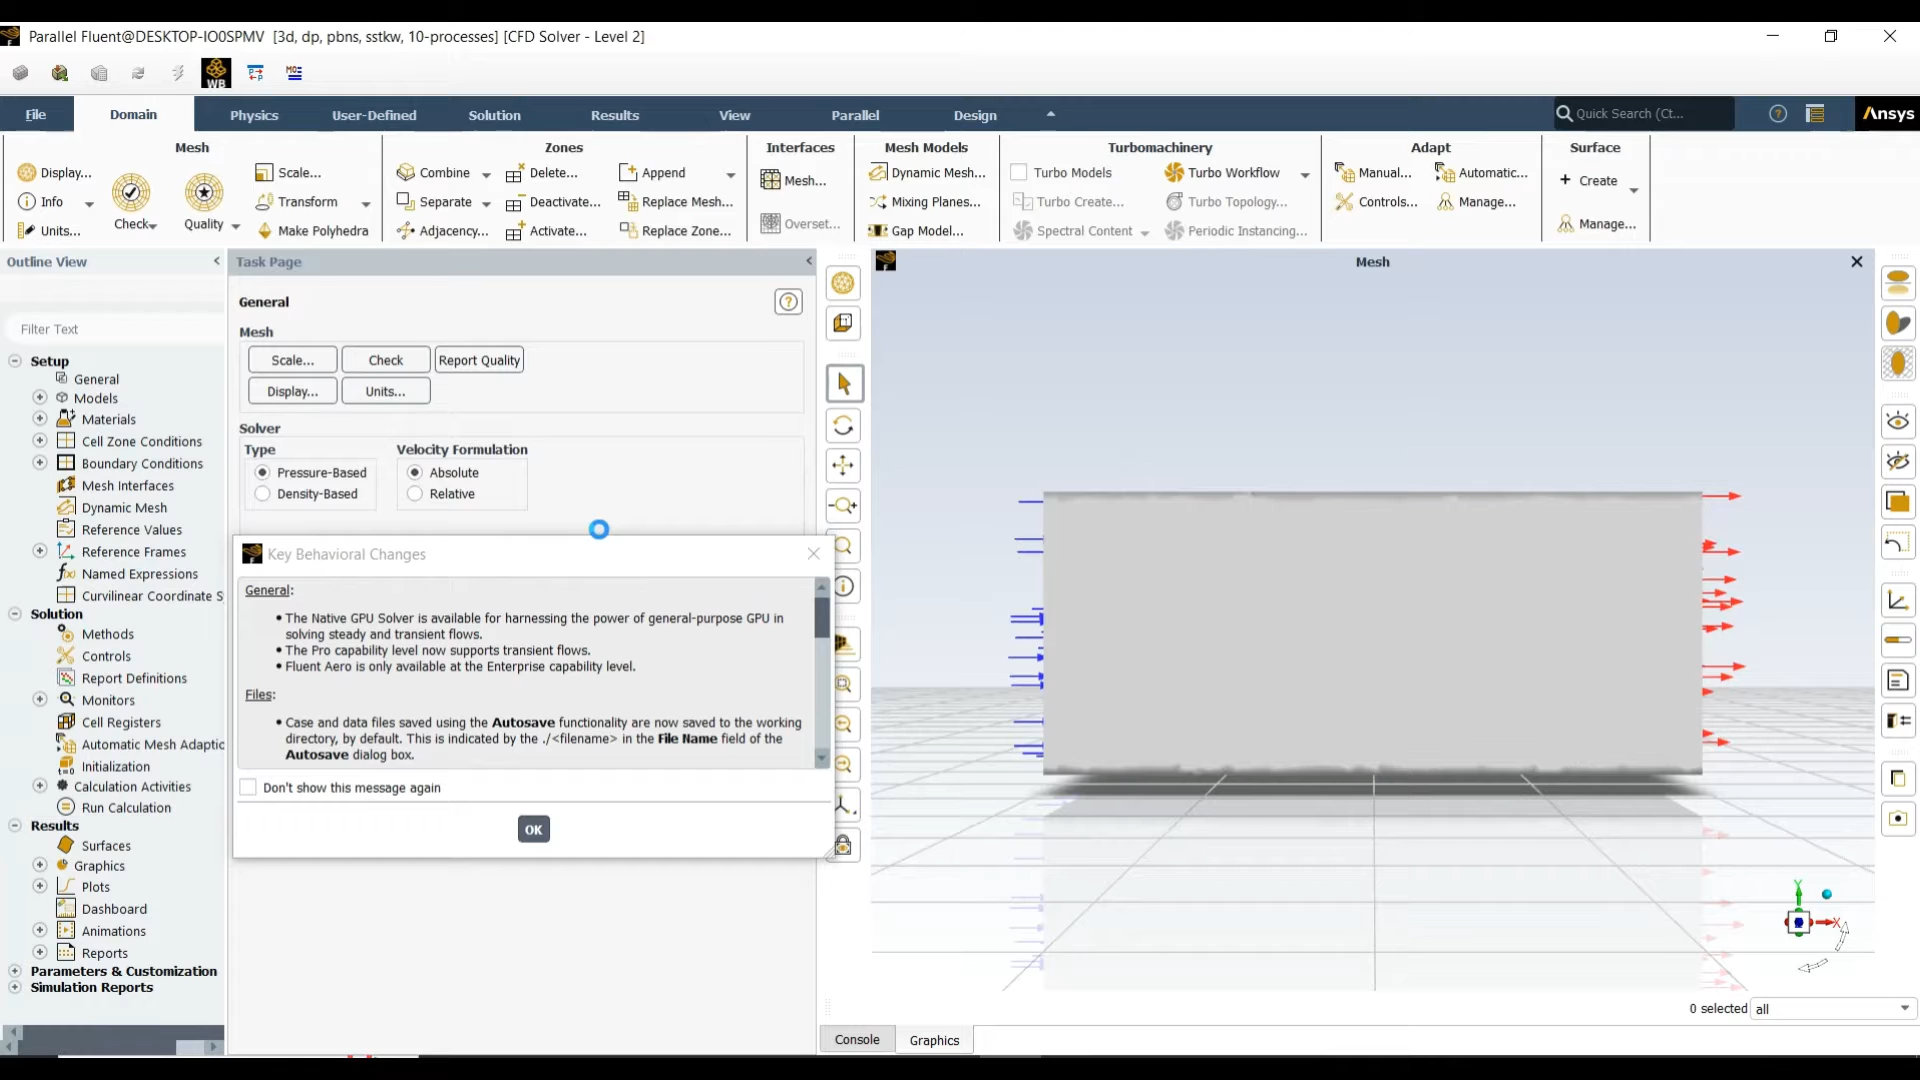 Parallel Fluent@DESKTOP-IO0SPMV [3d, dp, pbns, sstkw, 10-processes] [CFD Solver - Level 2]
WB
File
Domain
Physics
User-Defined
Solution
Results
View
Parallel
Design
Quick Search (Ct...
Ansys
Mesh
Display...
Info
Units...
Check
Quality
Scale...
Transform
Make Polyhedra
Zones
Combine
Separate
Adjacency...
Delete...
Deactivate...
Activate...
Append
Replace Mesh...
Replace Zone...
Interfaces
Mesh...
Overset...
Mesh Models
Dynamic Mesh...
Mixing Planes...
Gap Model...
Turbomachinery
Turbo Models
Turbo Create...
Spectral Content
Turbo Workflow
Turbo Topology...
Periodic Instancing...
Adapt
Manual...
Controls...
Automatic...
Manage...
Surface
+ Create
Manage...
Outline View
<
Filter Text
Setup
General
Models
Materials
Cell Zone Conditions
Boundary Conditions
Mesh Interfaces
Dynamic Mesh
Reference Values
Reference Frames
Named Expressions
Curvilinear Coordinate S
Solution
Methods
Controls
Report Definitions
Monitors
Cell Registers
Automatic Mesh Adaptic
Initialization
Calculation Activities
Run Calculation
Results
Surfaces
Graphics
Plots
Dashboard
Animations
Reports
Parameters & Customization
Simulation Reports
Task Page
<
General
Mesh
Scale...
Check
Report Quality
Display...
Units...
Solver
Type
Pressure-Based
Density-Based
Velocity Formulation
Absolute
Relative
Key Behavioral Changes
General:
• The Native GPU Solver is available for harnessing the power of general-purpose GPU in
solving steady and transient flows.
• The Pro capability level now supports transient flows.
• Fluent Aero is only available at the Enterprise capability level.
Files:
• Case and data files saved using the Autosave functionality are now saved to the working
directory, by default. This is indicated by the ./<filename> in the File Name field of the
Autosave dialog box.
Don't show this message again
OK
Mesh
Y
X
0 selected
all
Console
Graphics